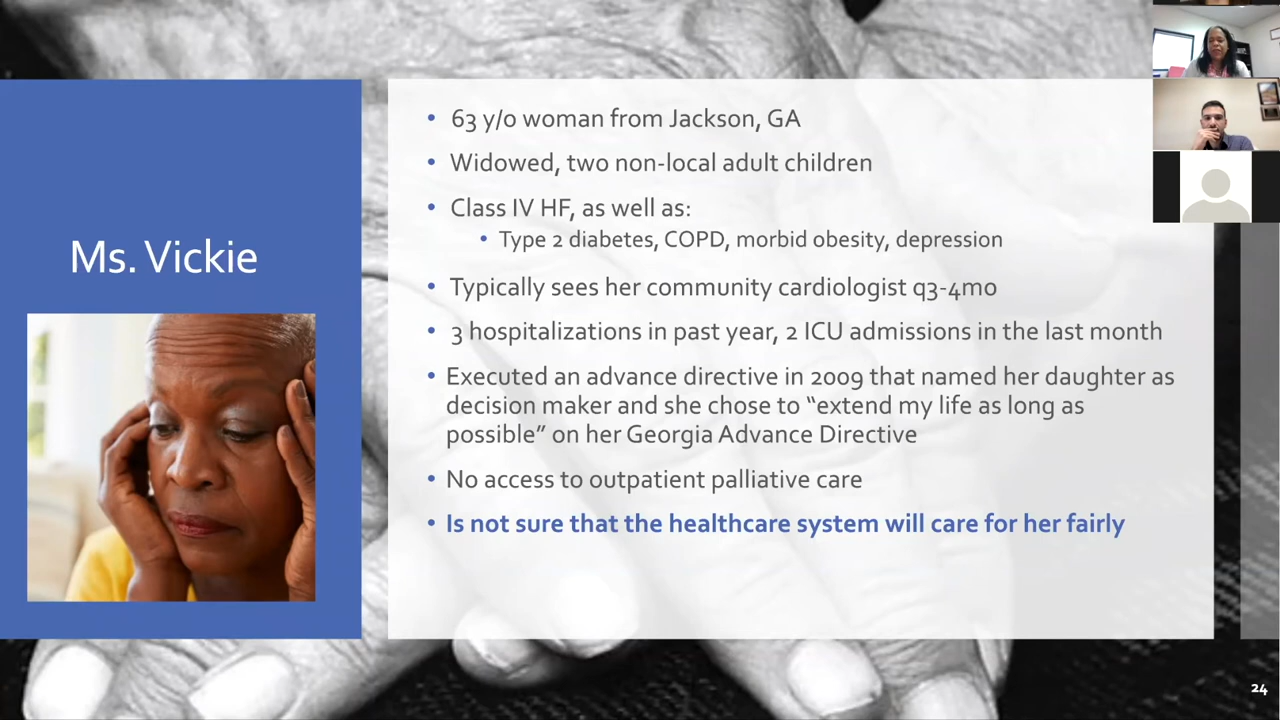 Ms. Vickie
• 63 y/o woman from Jackson, GA
• Widowed, two non-local adult children
• Class IV HF, as well as:
• Type 2 diabetes, COPD, morbid obesity, depression
• Typically sees her community cardiologist q3-4mo
• 3 hospitalizations in past year, 2 ICU admissions in the last month
• Executed an advance directive in 2009 that named her daughter as
decision maker and she chose to “extend my life as long as
possible” on her Georgia Advance Directive
• No access to outpatient palliative care
• Is not sure that the healthcare system will care for her fairly
24